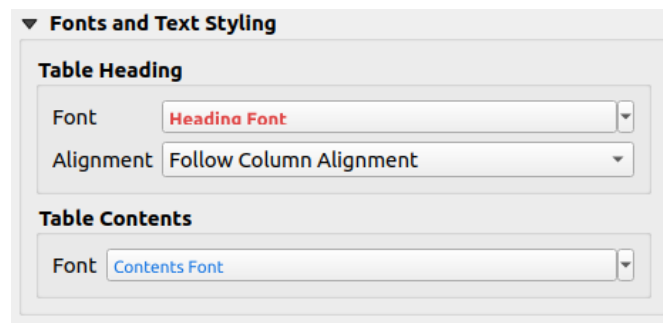 Fonts and Text Styling
Table Heading
Font Heading Font
Alignment Follow Column Alignment
Table Contents
Font Contents Font